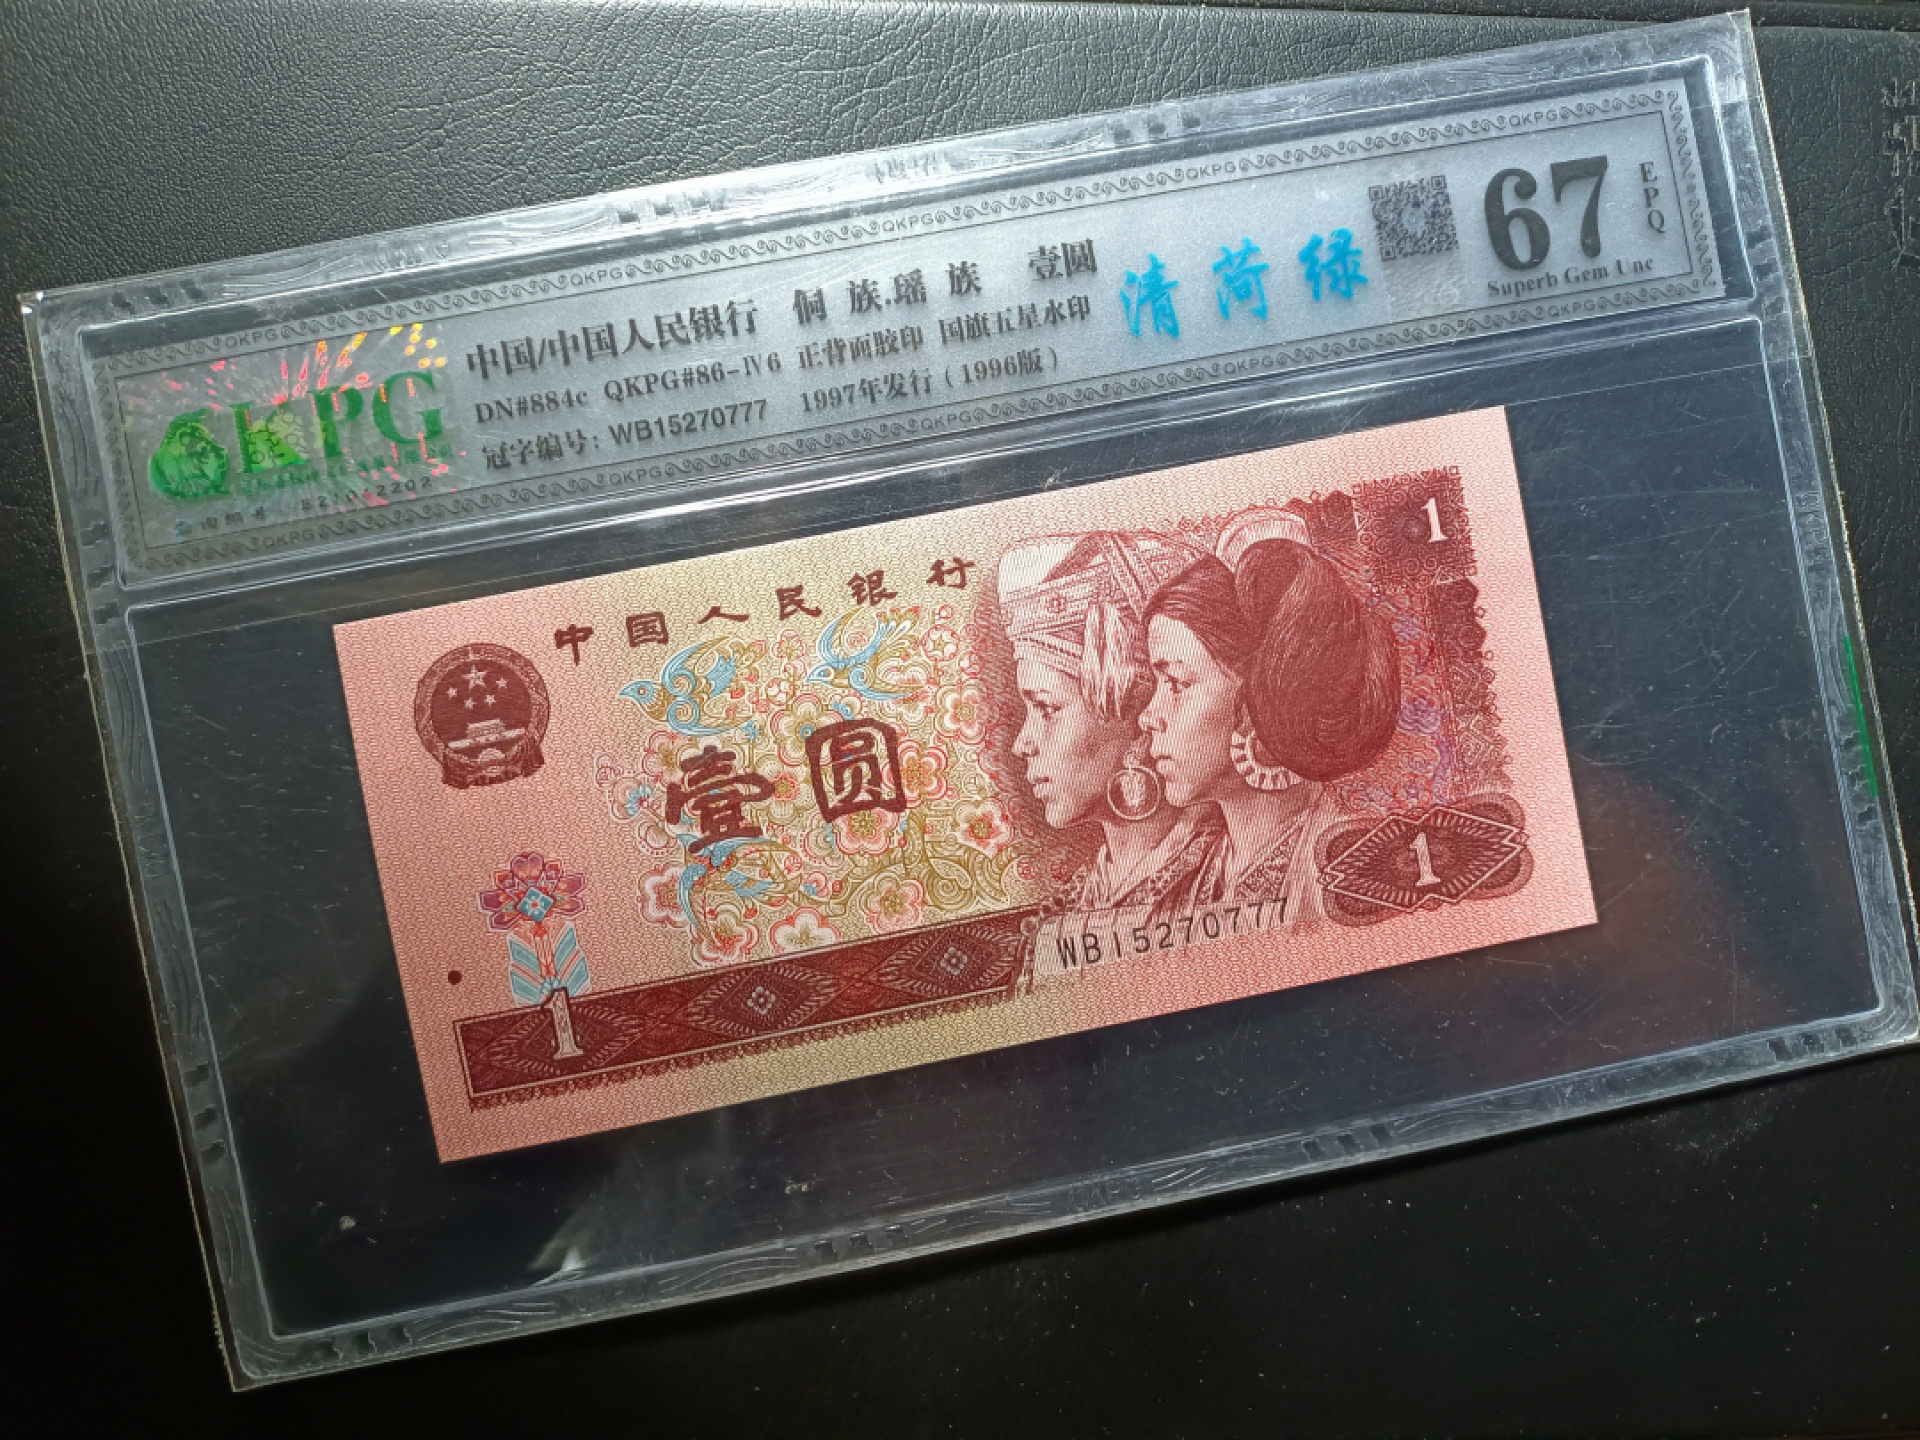 QKPG
中国/中国人民银行 侗 族.瑶 族 壹圆
DN#884c QKPG#86-Ⅳ6 正背面胶印 国旗五星水印
冠字编号: WB15270777 1997年发行(1996版)
清荷绿
67
EPQ
Superb Gem Unc
中国人民银行
壹圆
1
1
1
WB15270777